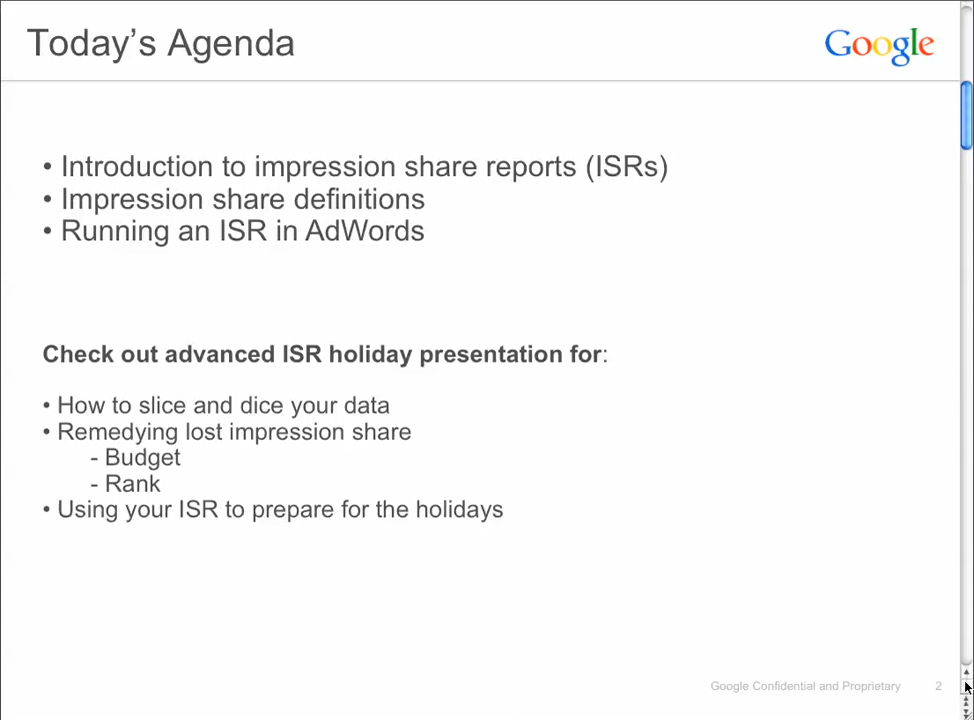 Today's Agenda
Google
• Introduction to impression share reports (ISRs)
• Impression share definitions
• Running an ISR in AdWords
Check out advanced ISR holiday presentation for:
• How to slice and dice your data
• Remedying lost impression share
- Budget
- Rank
• Using your ISR to prepare for the holidays
Google Confidential and Proprietary 2